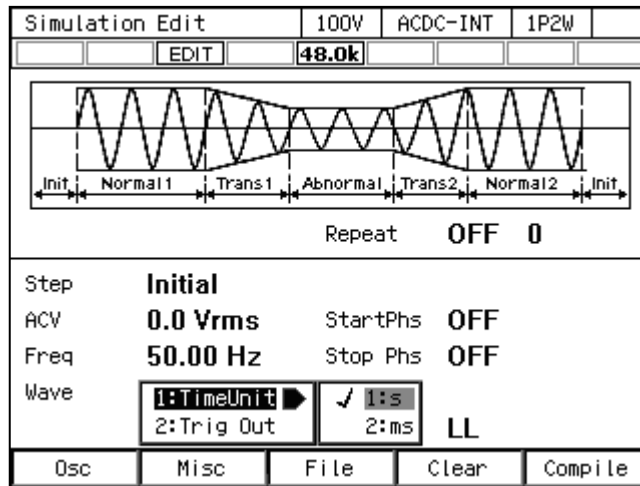 Simulation Edit 100V ACDC-INT 1P2W
EDIT 48.0k
Init Normal1 Trans1 Abnormal Trans2 Normal2 Init
Repeat OFF 0
Step Initial
ACV 0.0 Vrms StartPhs OFF
Freq 50.00 Hz Stop Phs OFF
Wave 1:TimeUnit ✓ 1:s
2:Trig Out 2:ms LL
Osc Misc File Clear Compile